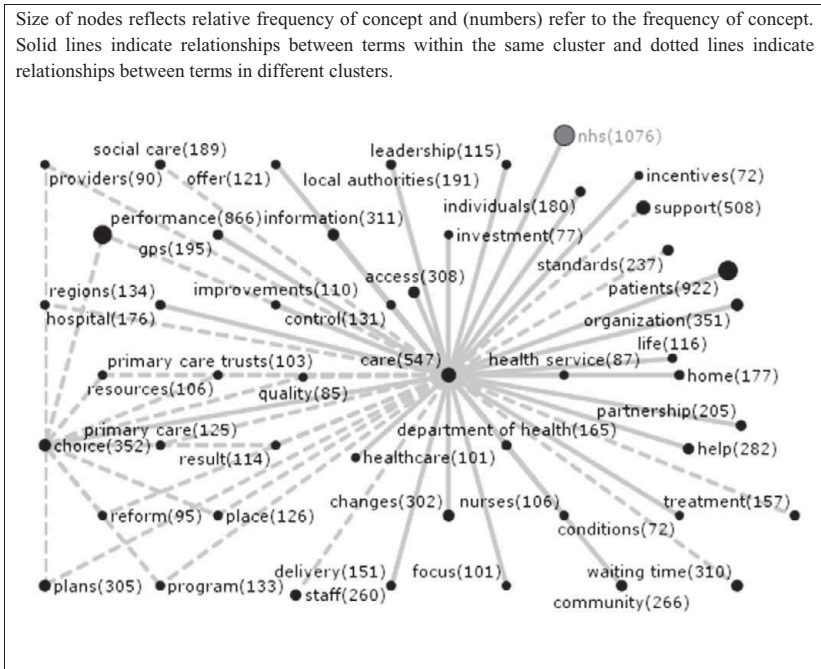 Size of nodes reflects relative frequency of concept and (numbers) refer to the frequency of concept.
Solid lines indicate relationships between terms within the same cluster and dotted lines indicate
relationships between terms in different clusters.
nhs(1076)
social care(189)
leadership(115)
providers(90)
offer(121)
local authorities(191)
incentives(72)
individuals(180)
support(508)
performance(866)
information(311)
investment(77)
gps(195)
standards(237)
access(308)
patients(922)
regions(134)
improvements(110)
hospital(176)
control(131)
organization(351)
life(116)
primary care trusts(103)
care(547)
health service(87)
resources(106)
quality(85)
home(177)
partnership(205)
primary care(125)
department of health(165)
choice(352)
result(114)
healthcare(101)
help(282)
changes(302)
nurses(106)
treatment(157)
reform(95)
place(126)
conditions(72)
delivery(151)
focus(101)
waiting time(310)
plans(305)
program(133)
staff(260)
community(266)